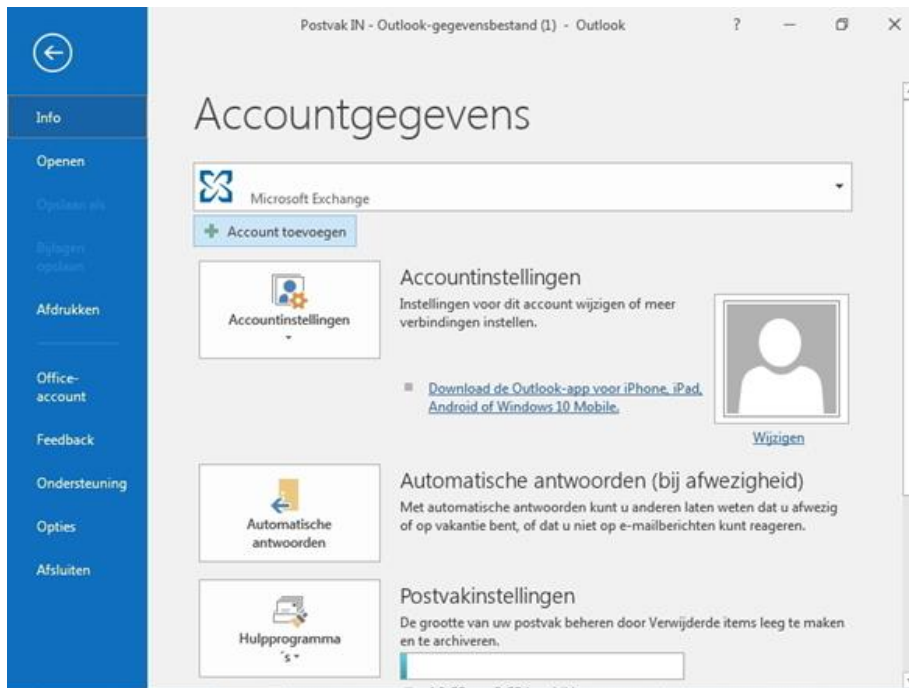 Postvak IN - Outlook-gegevensbestand (1) - Outlook
?
Info
Openen
Opslaan als
Bijlagen
opslaan
Afdrukken
Office-
account
Feedback
Ondersteuning
Opties
Afsluiten
Accountgegevens
Microsoft Exchange
Account toevoegen
Accountinstellingen
Accountinstellingen
Instellingen voor dit account wijzigen of meer
verbindingen instellen.
Download de Outlook-app voor iPhone, iPad,
Android of Windows 10 Mobile.
Wijzigen
Automatische
antwoorden
Automatische antwoorden (bij afwezigheid)
Met automatische antwoorden kunt u anderen laten weten dat u afwezig
of op vakantie bent, of dat u niet op e-mailberichten kunt reageren.
Hulpprogramma
's
Postvakinstellingen
De grootte van uw postvak beheren door Verwijderde items leeg te maken
en te archiveren.